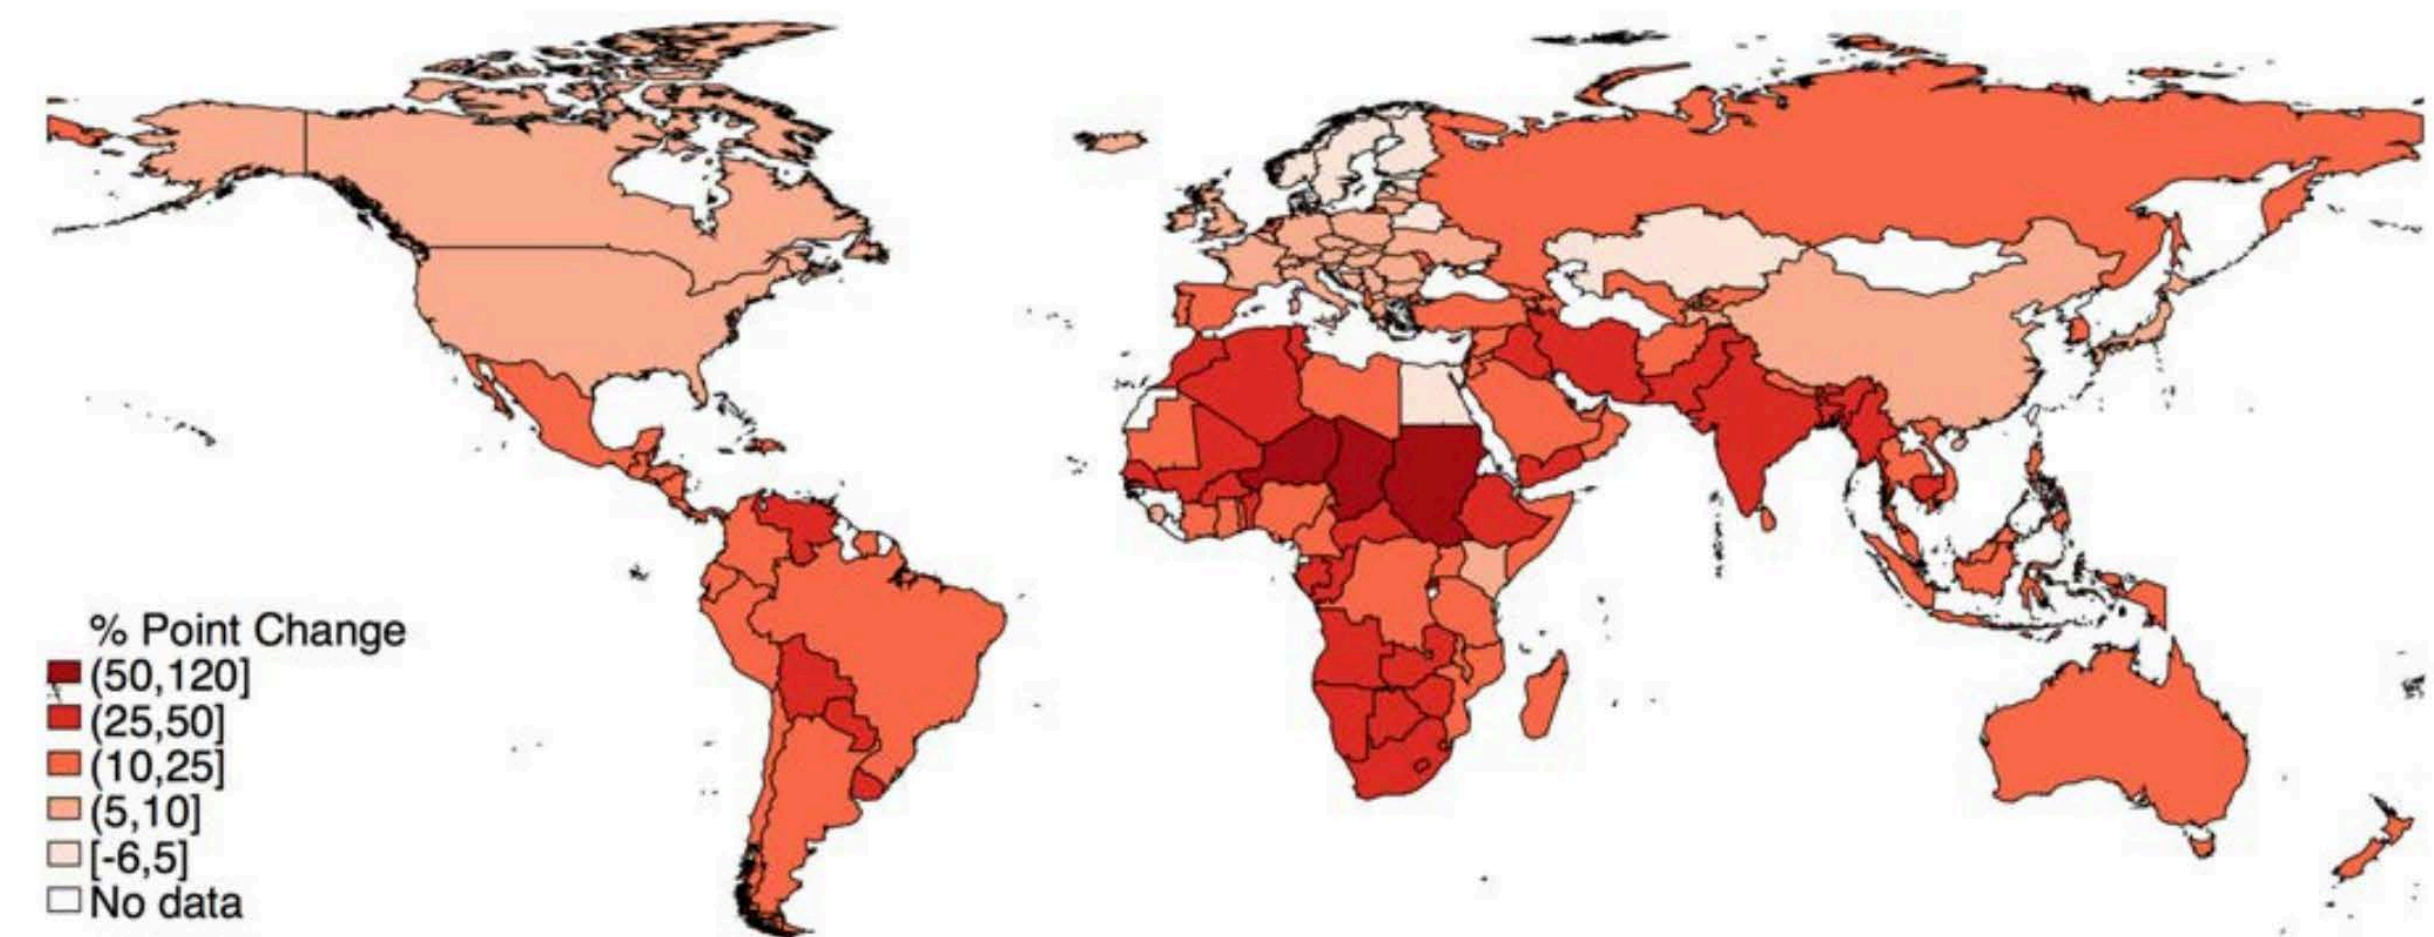 % Point Change
(50,120]
(25,50]
(10,25]
(5,10]
[-6,5]
No data